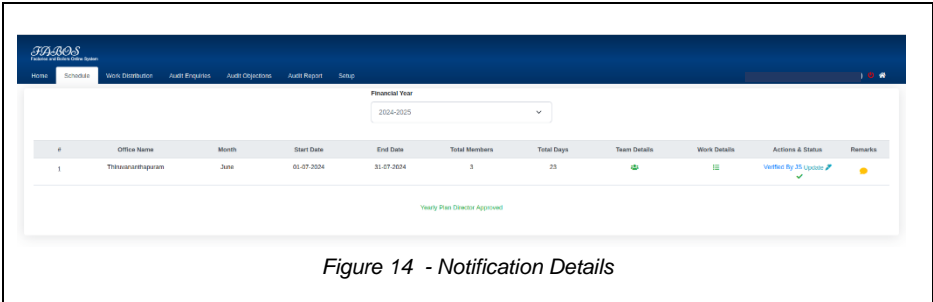 FABOS
Factories and Boilers Online System
Home Schedule Work Distribution Audit Enquiries Audit Objections Audit Report Setup )
Financial Year
2024-2025
# Office Name Month Start Date End Date Total Members Total Days Team Details Work Details Actions & Status Remarks
1 Thiruvananthapuram June 01-07-2024 31-07-2024 3 23 Verified By JS Update
Yearly Plan Director Approved
Figure 14 - Notification Details